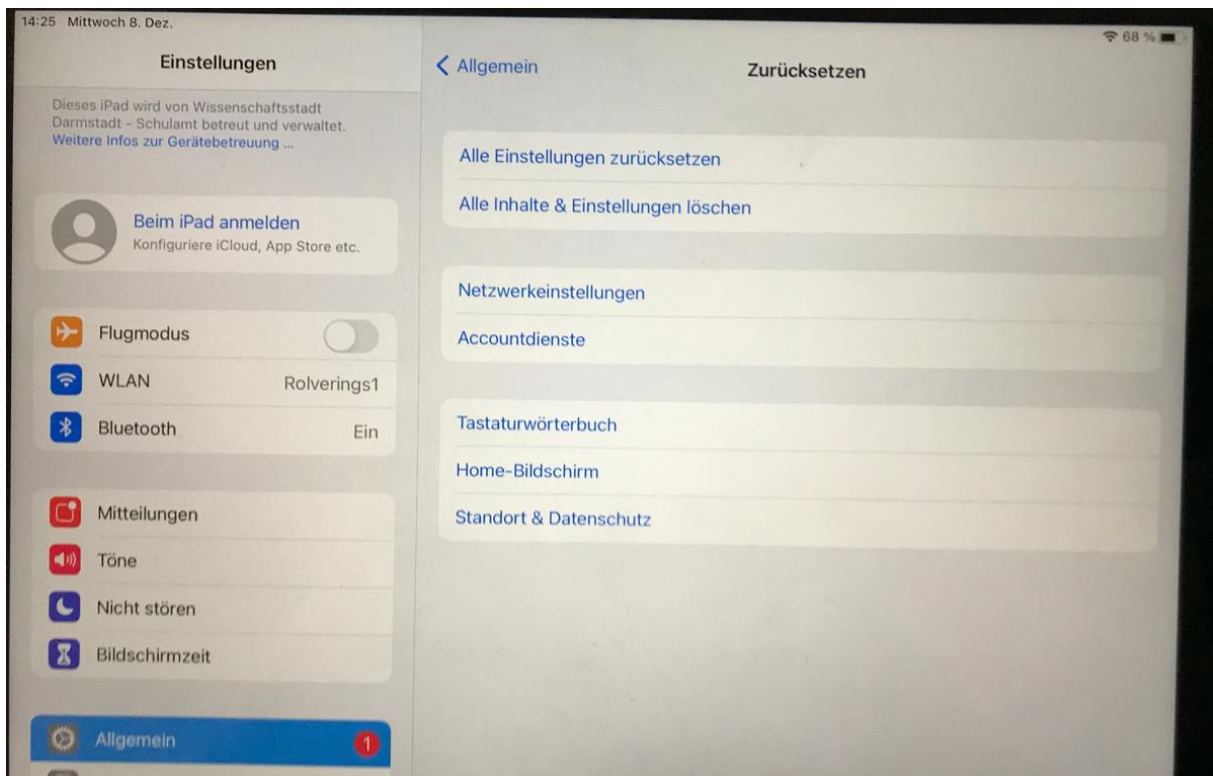 14:25 Mittwoch 8. Dez.
68 %
Einstellungen
Dieses iPad wird von Wissenschaftsstadt
Darmstadt – Schulamt betreut und verwaltet.
Weitere Infos zur Gerätebetreuung ...
Beim iPad anmelden
Konfiguriere iCloud, App Store etc.
Flugmodus
WLAN Rolverings1
Bluetooth Ein
Mitteilungen
Töne
Nicht stören
Bildschirmzeit
Allgemein 1
Allgemein
Zurücksetzen
Alle Einstellungen zurücksetzen
Alle Inhalte & Einstellungen löschen
Netzwerkeinstellungen
Accountdienste
Tastaturwörterbuch
Home-Bildschirm
Standort & Datenschutz